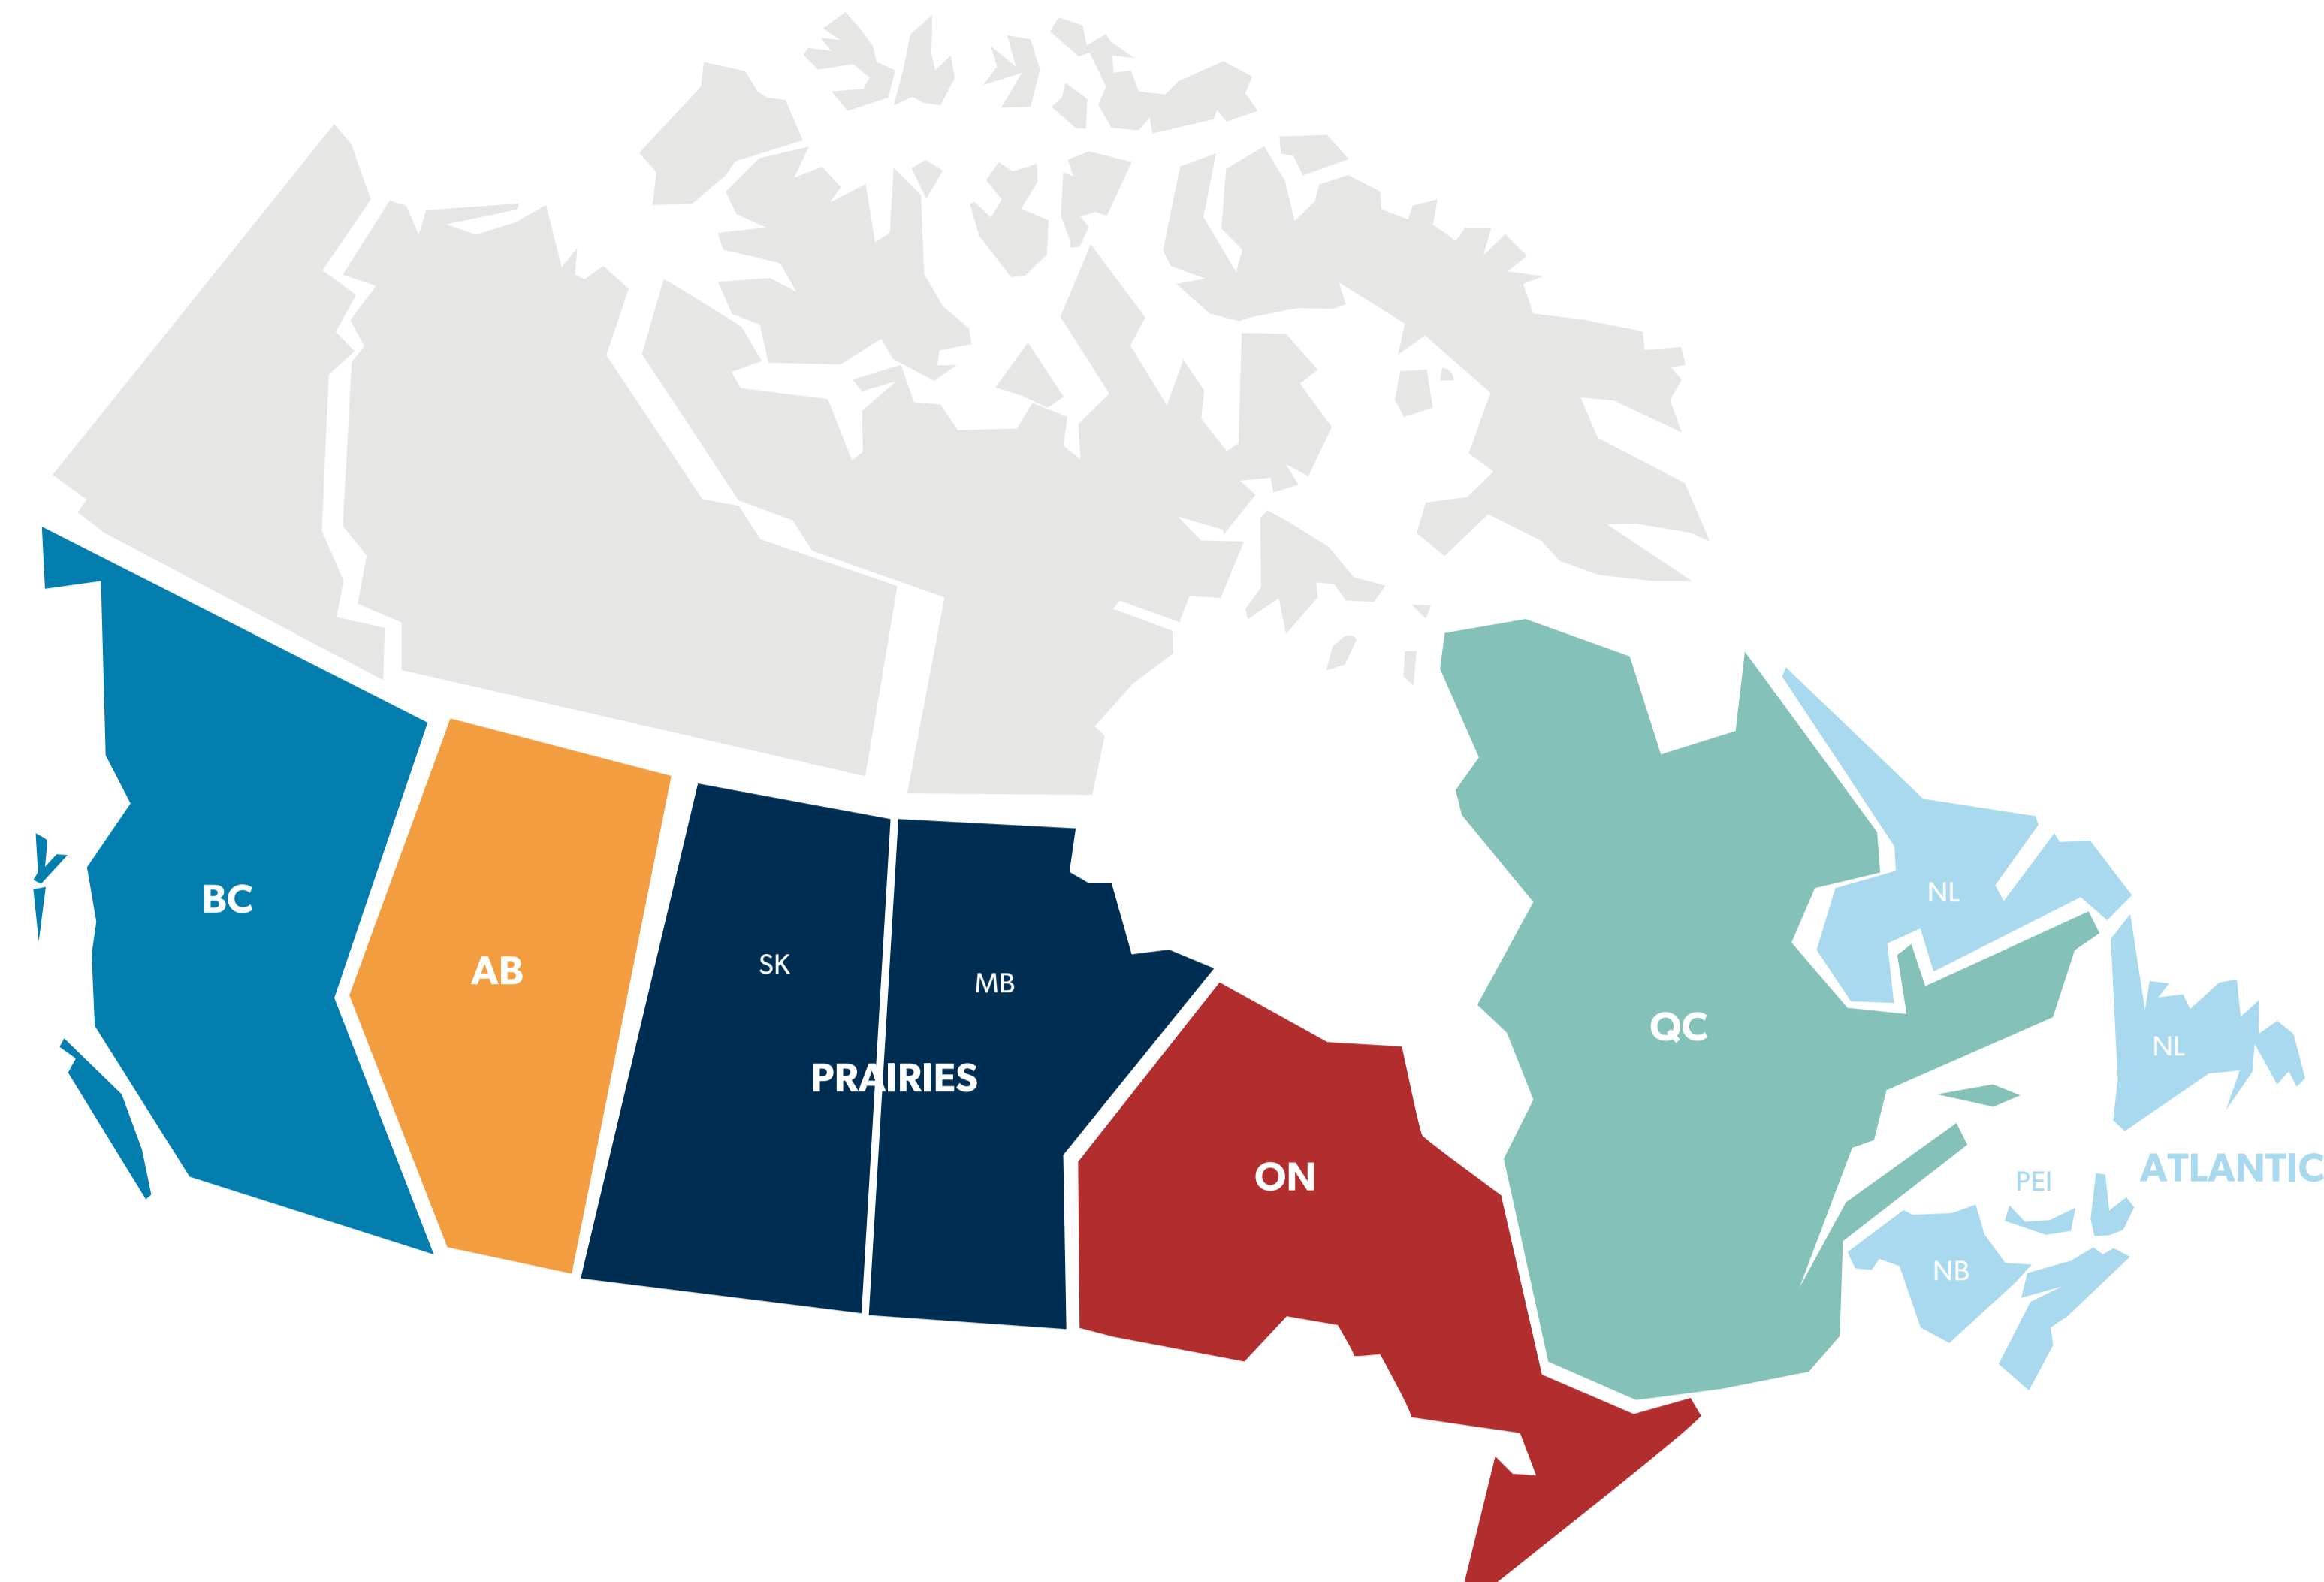 BC
AB
SK
MB
PRAIRIES
ON
QC
NL
NL
ATLANTIC
PEI
NB